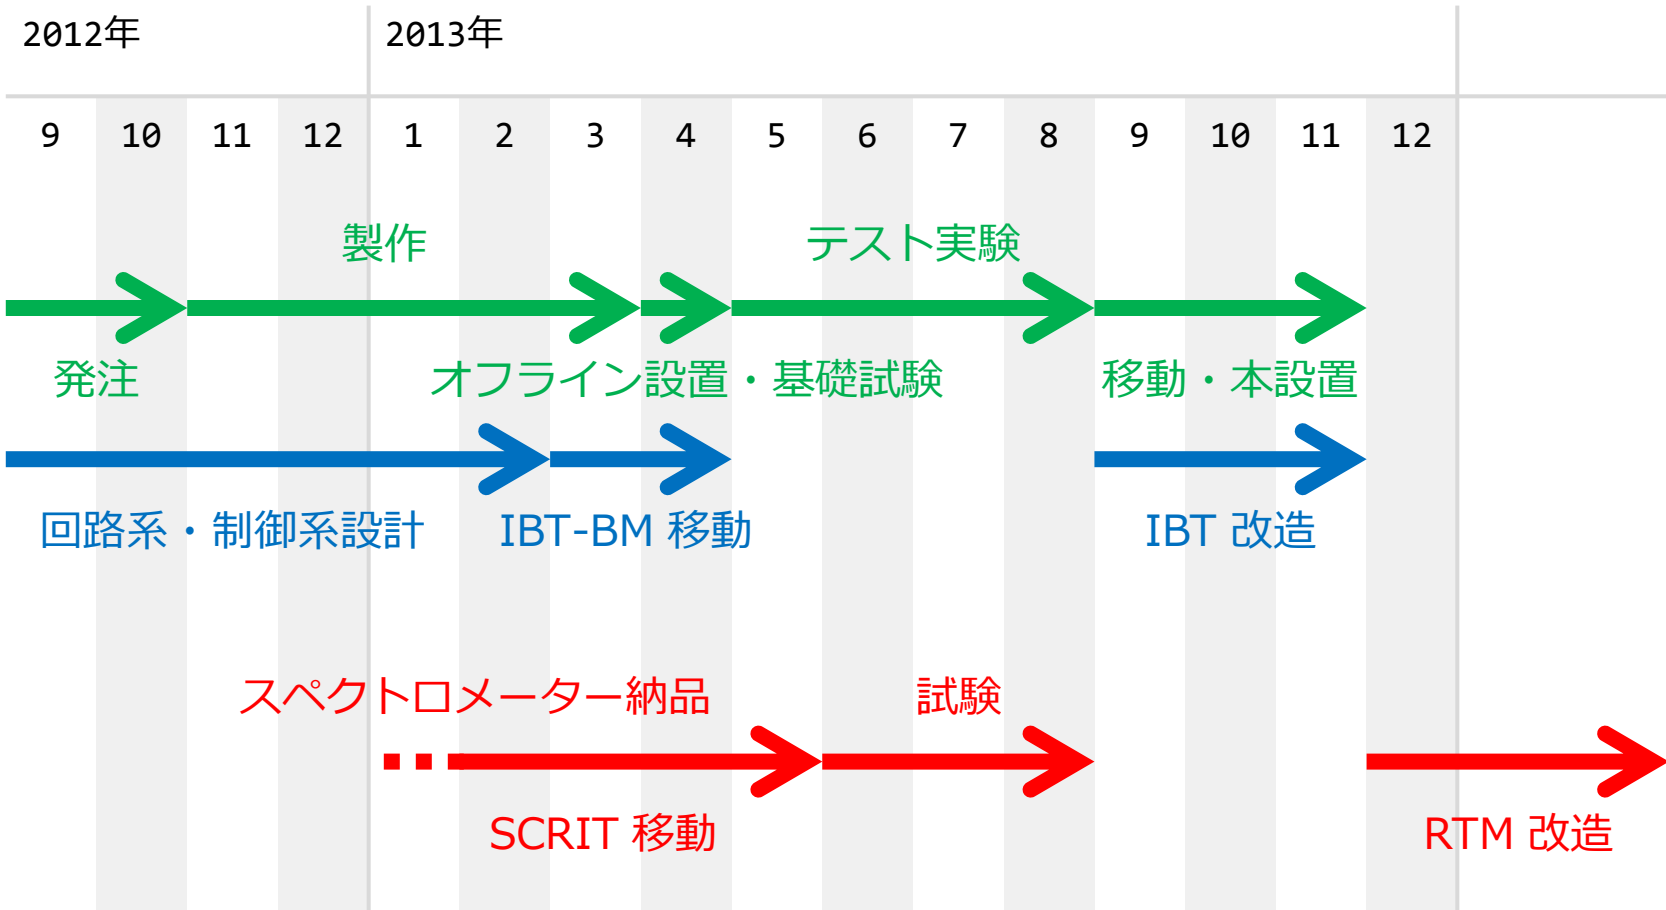 2012年 2013年
9 10 11 12 1 2 3 4 5 6 7 8 9 10 11 12
製作 テスト実験
発注 オフライン設置・基礎試験 移動・本設置
回路系・制御系設計 IBT-BM 移動 IBT 改造
スペクトロメーター納品 試験
SCRIT 移動 RTM 改造